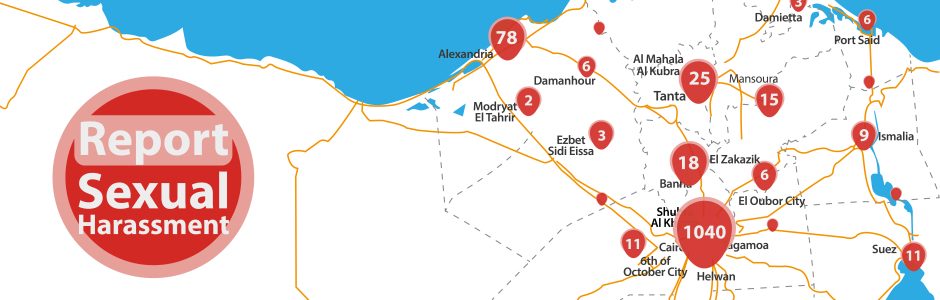 Report
Sexual
Harassment
3
Damietta
6
Port Said
78
Alexandria
6
Damanhour
Al Mahala
Al Kubra
25
Tanta
Mansoura
15
2
Modryat
El Tahrir
3
Ezbet
Sidi Eissa
9
Ismalia
18
El Zakazik
6
Banha
El Oubor City
Al
1040
11
6th of
October City
Helwan
Suez
11